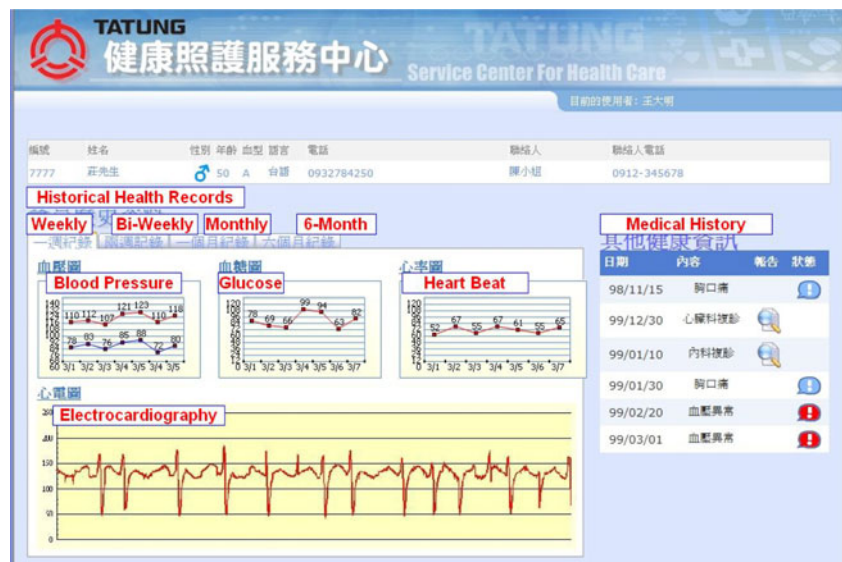 TATUNG
健康照護服務中心
TATUNG
Service Center For Health Care
目前的使用者：王大明
編號 姓名 性別 年齡 血型 語言 電話 聯絡人 聯絡人電話
7777 莊先生 50 A 台語 0932784250 陳小姐 0912-345678
Historical Health Records
Weekly Bi-Weekly Monthly 6-Month
一週紀錄 兩週記錄 一個月紀錄 六個月紀錄
血壓圖 血糖圖 心率圖
Blood Pressure Glucose Heart Beat
110 112 107 121 123 110 118
78 83 76 85 88 72 80
3/1 3/2 3/3 3/4 3/5 3/4 3/5
78 69 66 99 94 63 82
0 3/1 3/2 3/3 3/4 3/5 3/6 3/7
52 67 55 67 61 55 65
0 3/1 3/2 3/3 3/4 3/5 3/6 3/7
心電圖
Electrocardiography
200
150
100
50
0
Medical History
其他健康資訊
日期 內容 報告 狀態
98/11/15 胸口痛
99/12/30 心臟科複診
99/01/10 內科複診
99/01/30 胸口痛
99/02/20 血壓異常
99/03/01 血壓異常